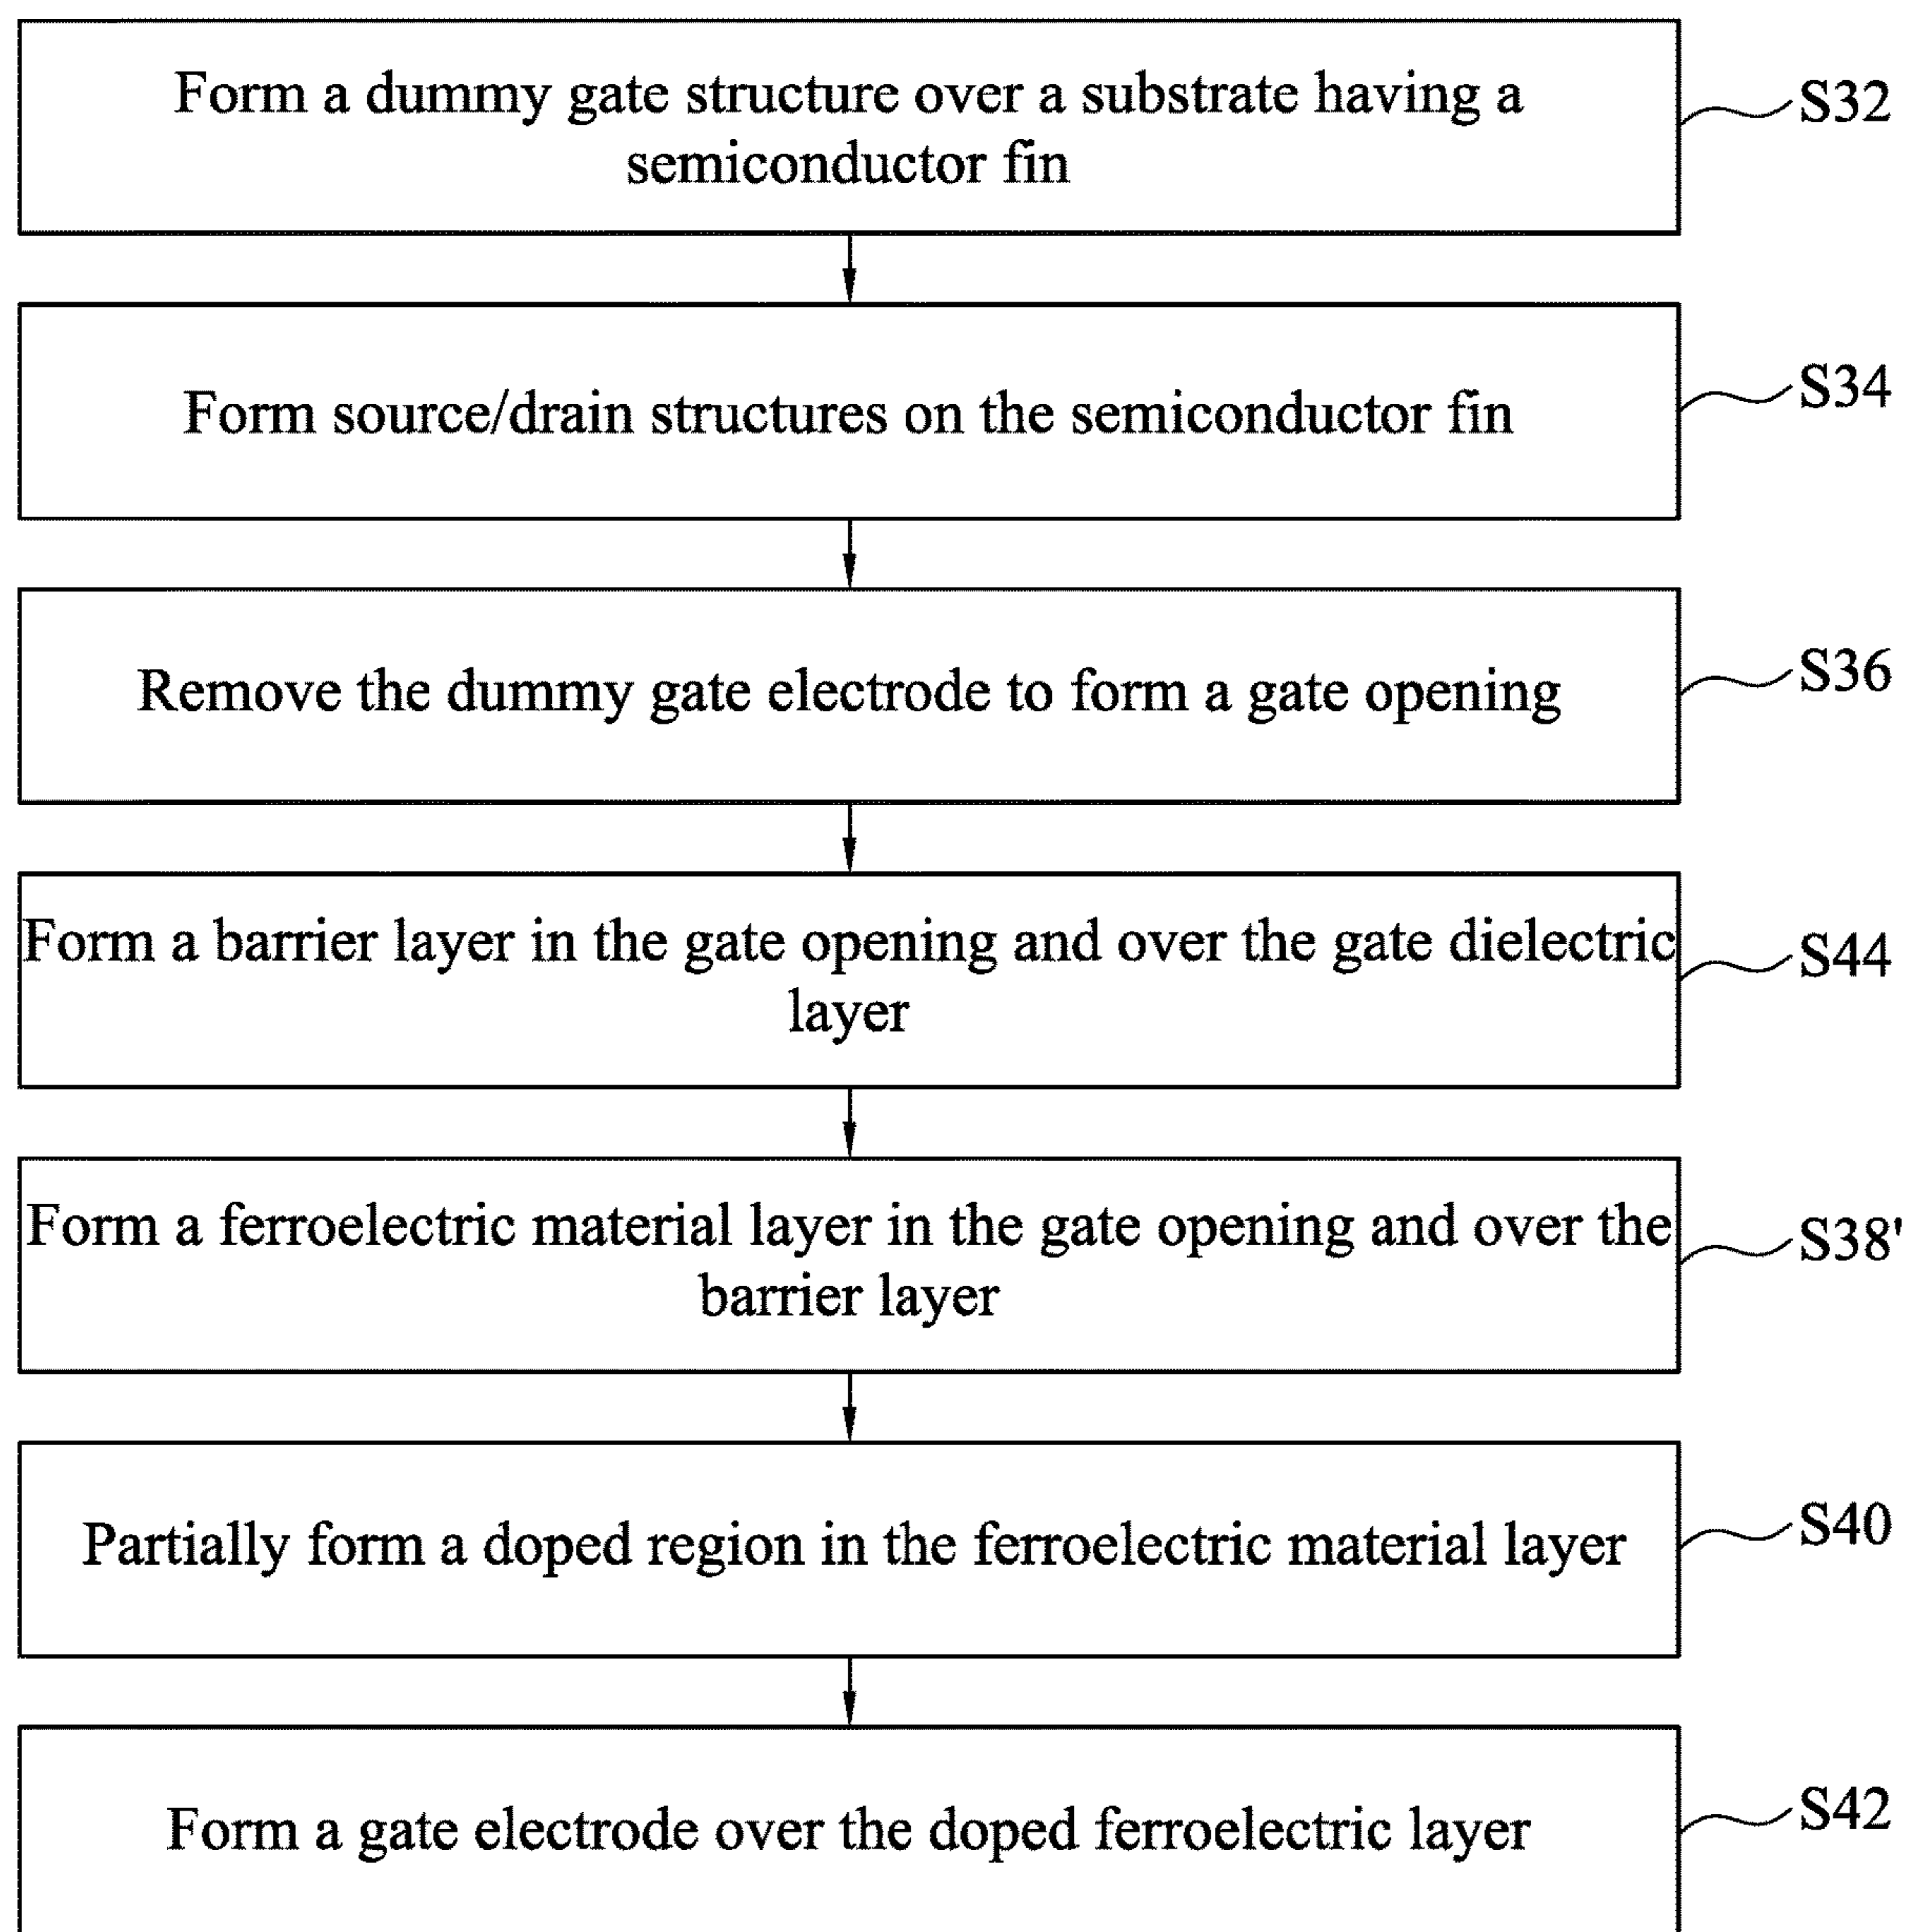 Form a dummy gate structure over a substrate having a
semiconductor fin
S32
Form source/drain structures on the semiconductor fin
S34
Remove the dummy gate electrode to form a gate opening
S36
Form a barrier layer in the gate opening and over the gate dielectric
layer
S44
Form a ferroelectric material layer in the gate opening and over the
barrier layer
S38'
Partially form a doped region in the ferroelectric material layer
S40
Form a gate electrode over the doped ferroelectric layer
S42